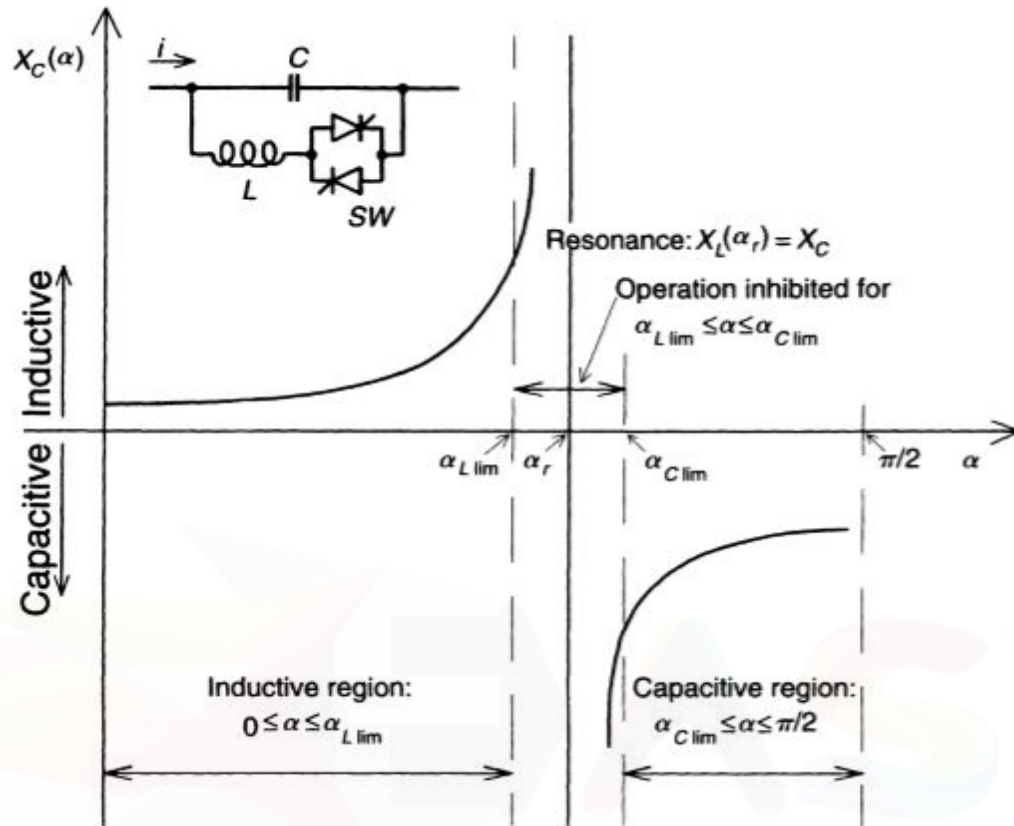 X_C(α)
i
C
L
SW
Resonance: X_L(α_r) = X_C
Operation inhibited for
α_L lim ≤ α ≤ α_C lim
Inductive
Capacitive
α_L lim
α_r
α_C lim
π/2
α
Inductive region:
0 ≤ α ≤ α_L lim
Capacitive region:
α_C lim ≤ α ≤ π/2